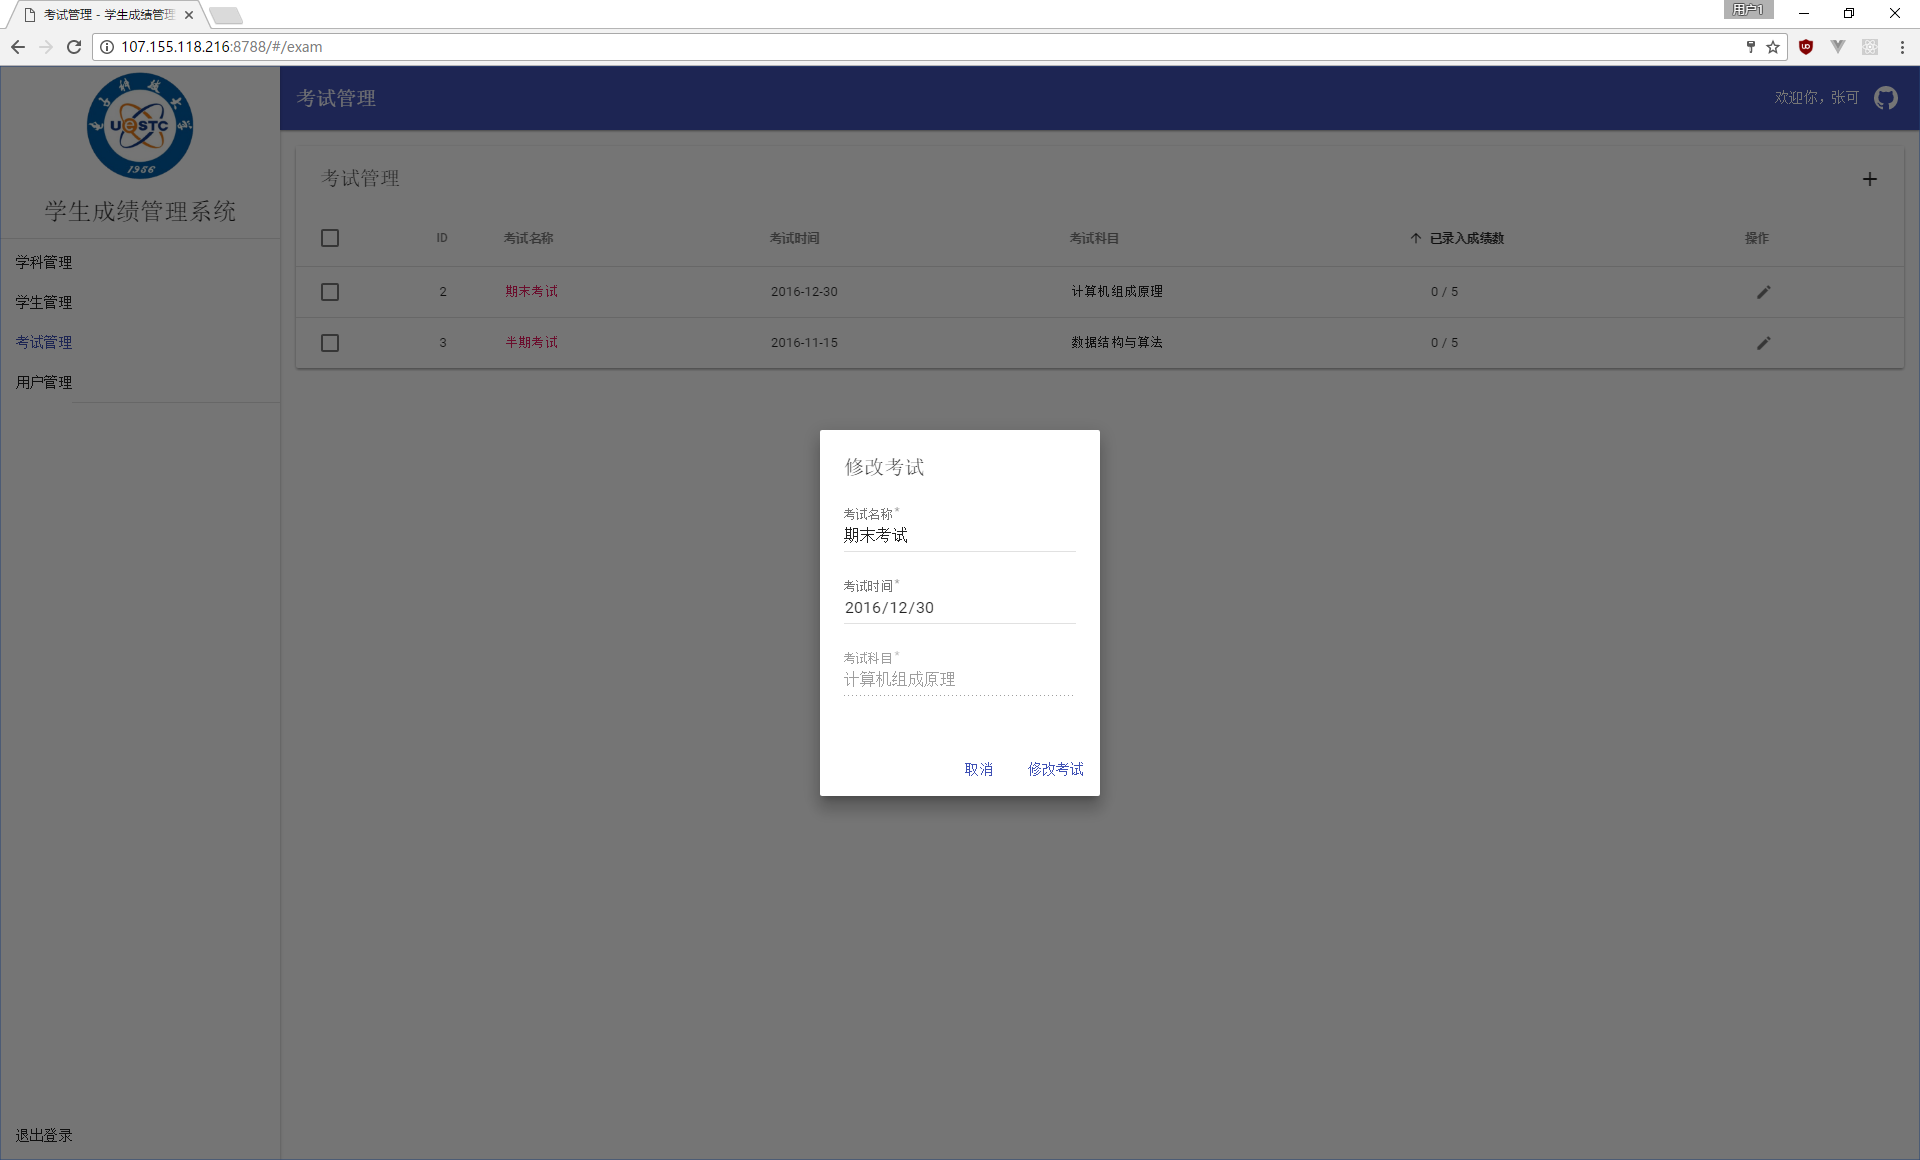 考试管理 - 学生成绩管理
用户1
107.155.118.216:8788/#/exam
UeSTC
1956
学生成绩管理系统
学科管理
学生管理
考试管理
用户管理
退出登录
考试管理
欢迎你，张可
考试管理
ID 考试名称 考试时间 考试科目 已录入成绩数 操作
2 期末考试 2016-12-30 计算机组成原理 0 / 5
3 半期考试 2016-11-15 数据结构与算法 0 / 5
修改考试
考试名称*
期末考试
考试时间*
2016/12/30
考试科目*
计算机组成原理
取消 修改考试